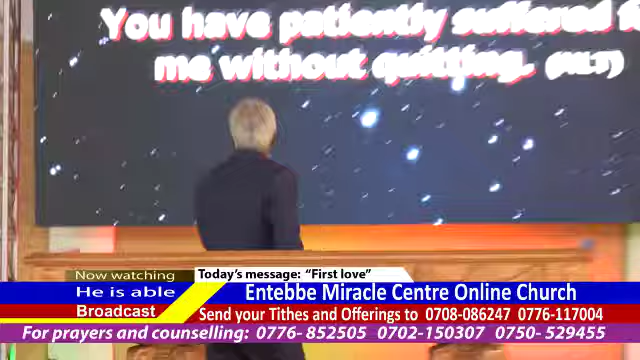 You have patiently suffered f
me without quitting. (NLT)
Now watching
Today's message: "First love"
He is able
Entebbe Miracle Centre Online Church
Broadcast
Send your Tithes and Offerings to 0708-086247 0776-117004
For prayers and counselling: 0776- 852505 0702-150307 0750- 529455